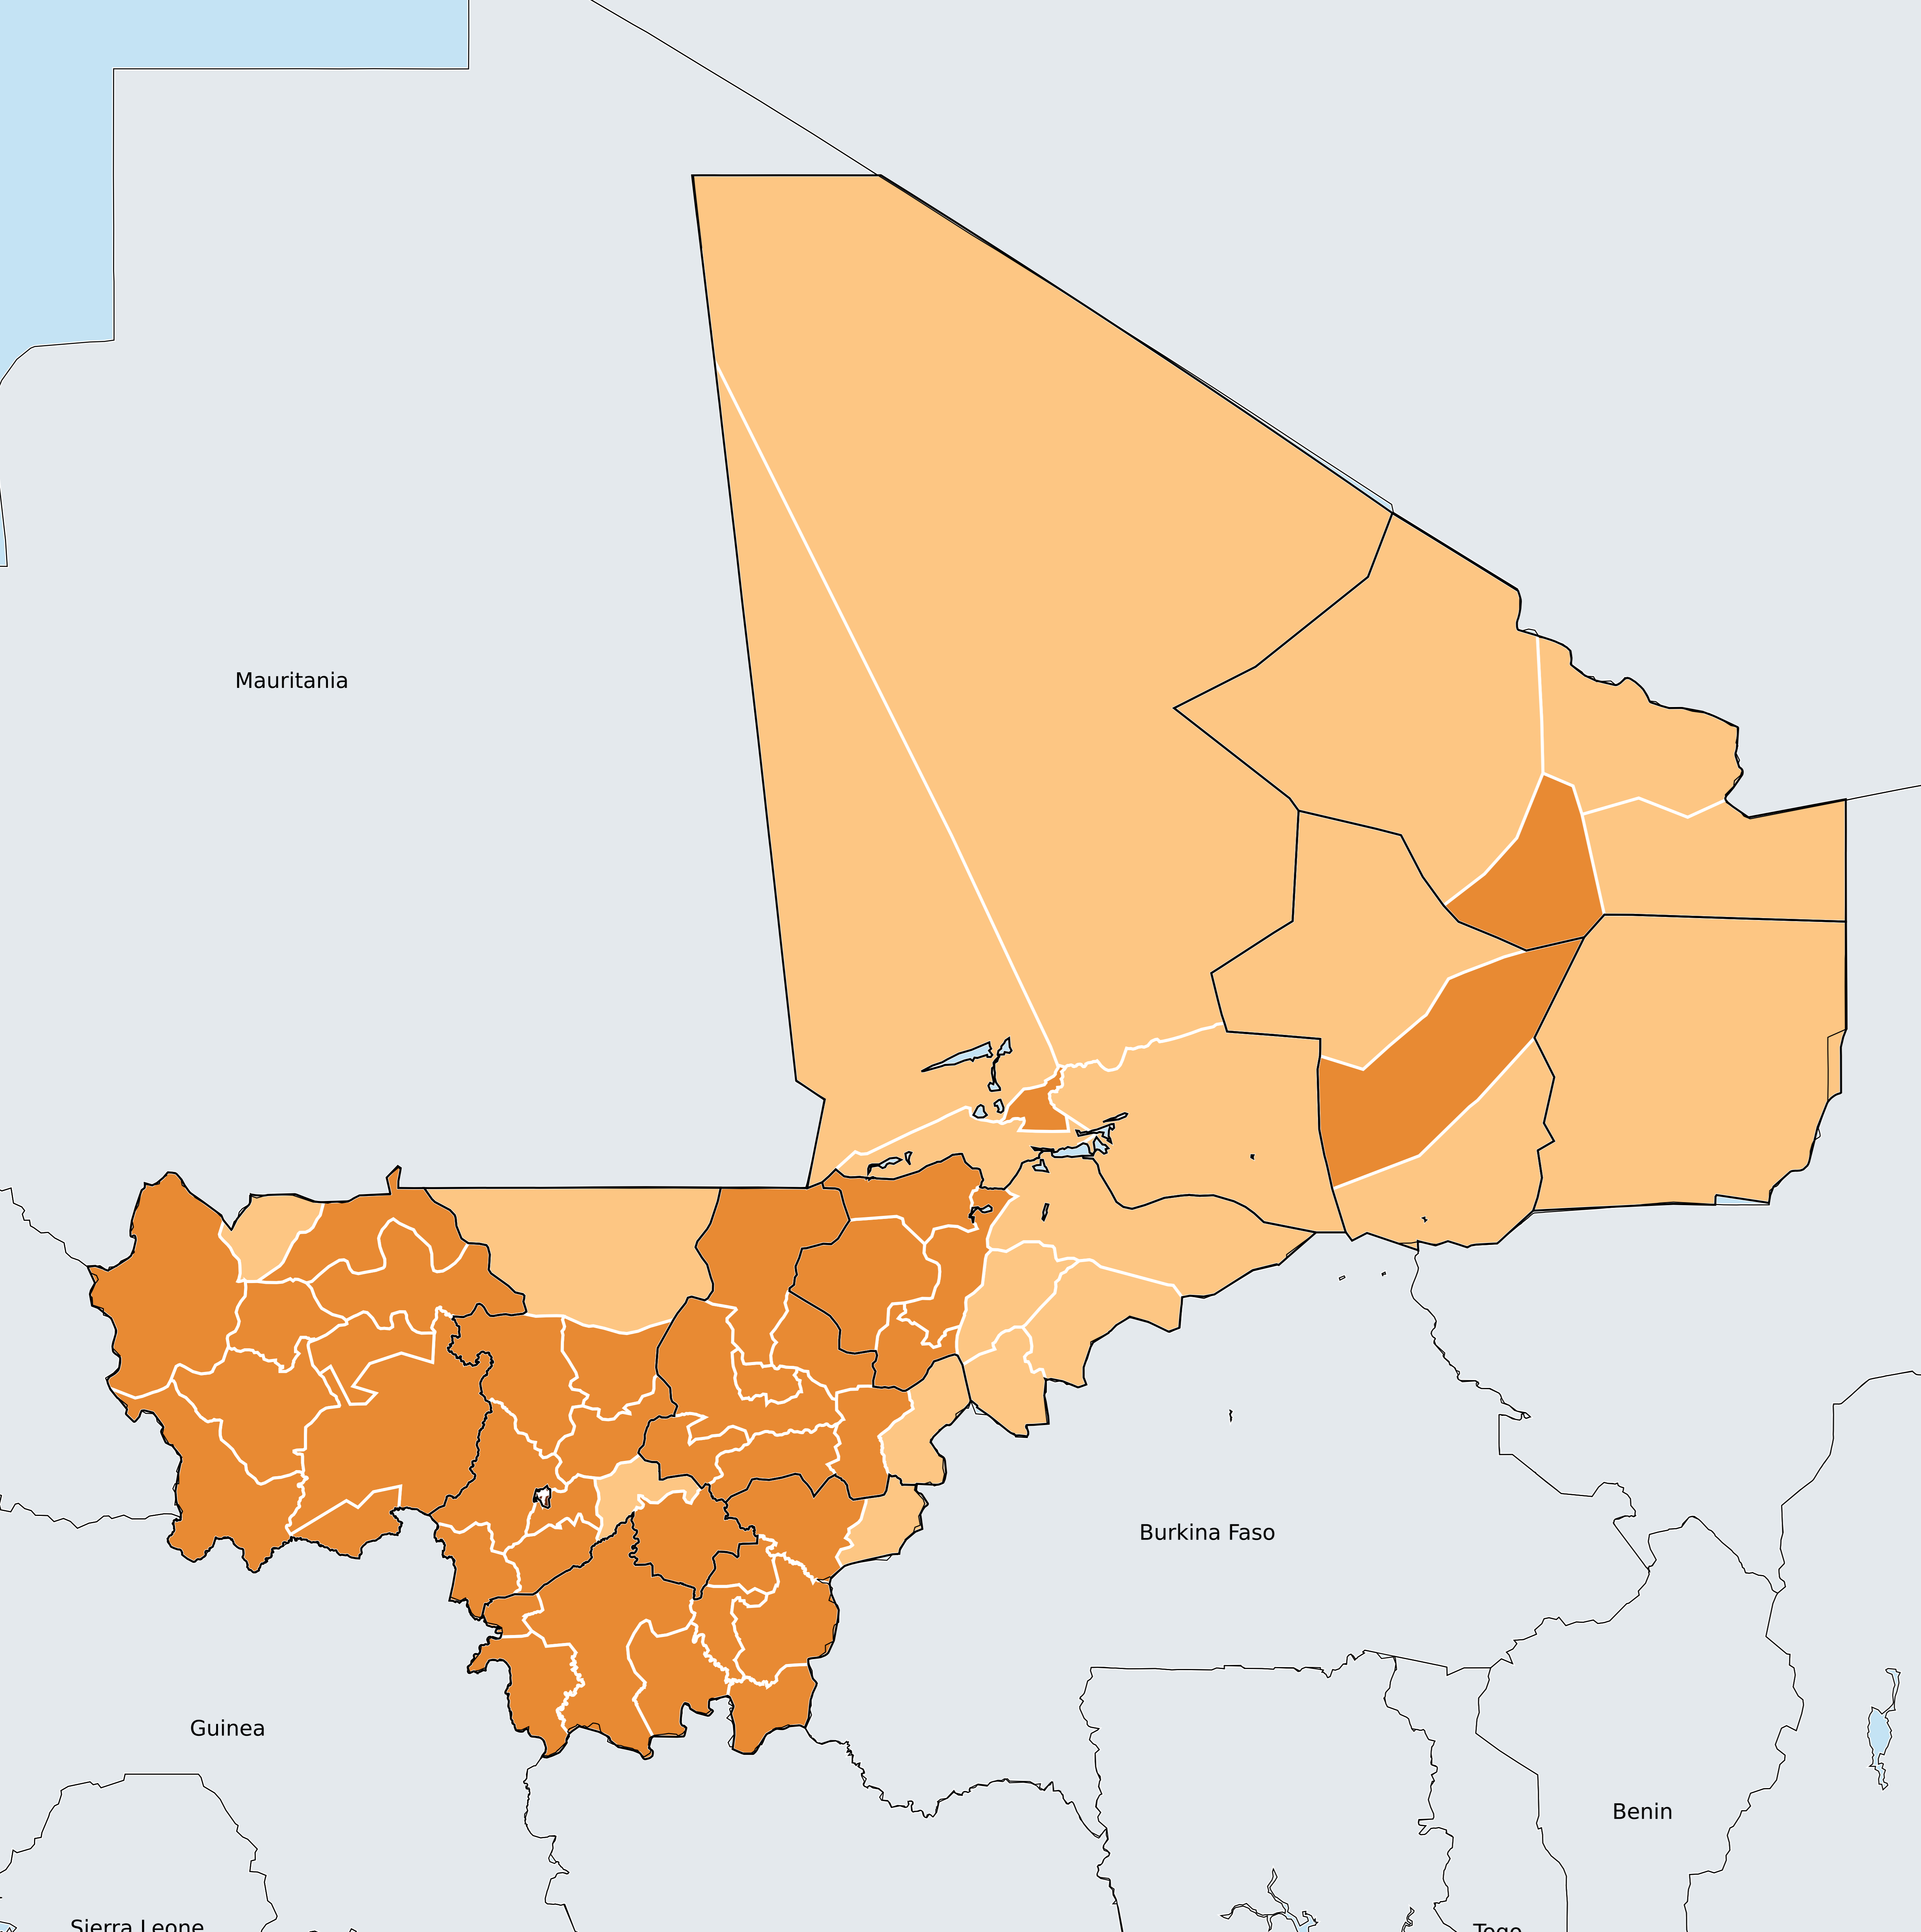 Mauritania
Burkina Faso
Guinea
Benin
Sierra Leone
Togo